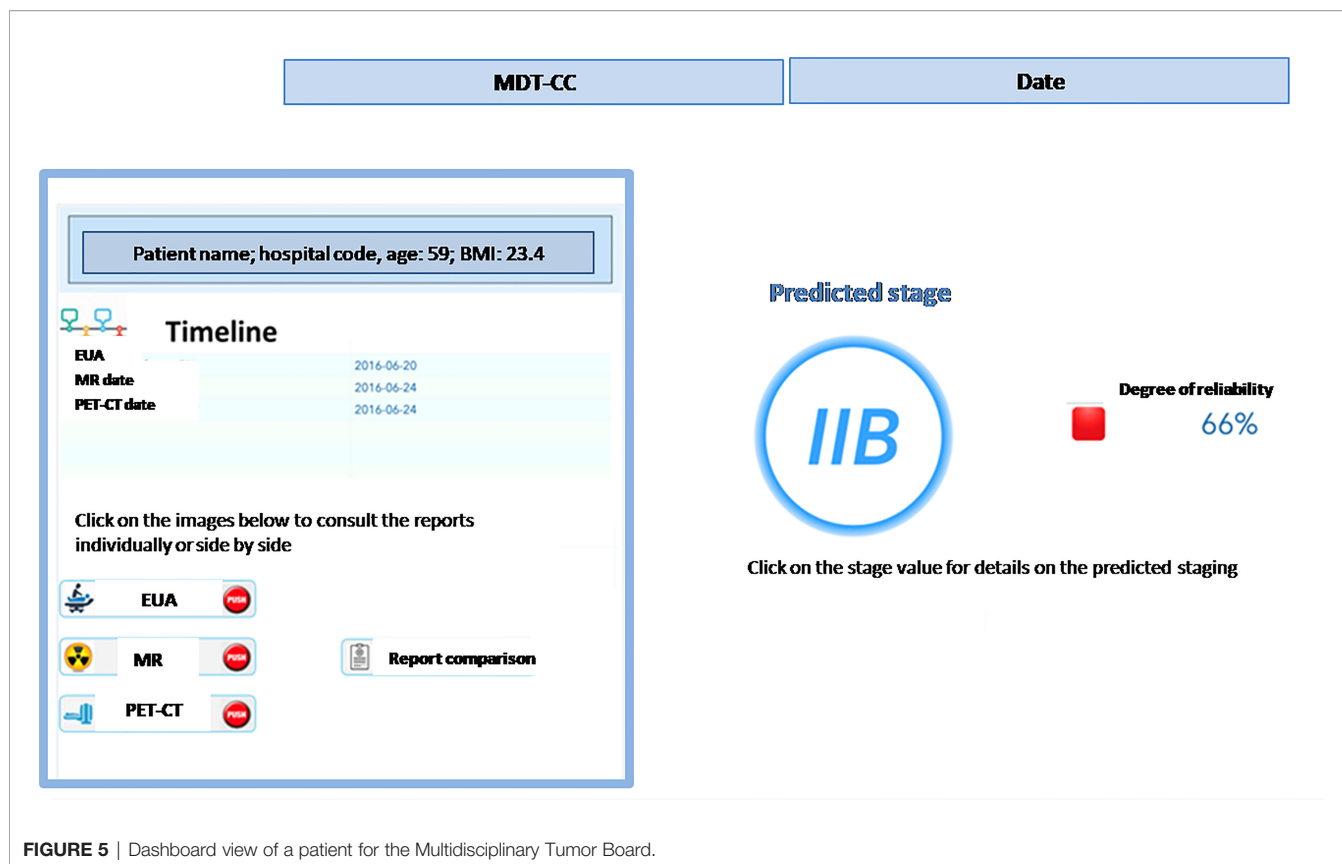 MDT-CC
Date
Patient name; hospital code, age: 59; BMI: 23.4
Timeline
EUA 2016-06-20
MR date 2016-06-24
PET-CT date 2016-06-24
Click on the images below to consult the reports
individually or side by side
EUA PUSH
MR PUSH
Report comparison
PET-CT PUSH
Predicted stage
IIB
Degree of reliability
66%
Click on the stage value for details on the predicted staging
FIGURE 5 | Dashboard view of a patient for the Multidisciplinary Tumor Board.